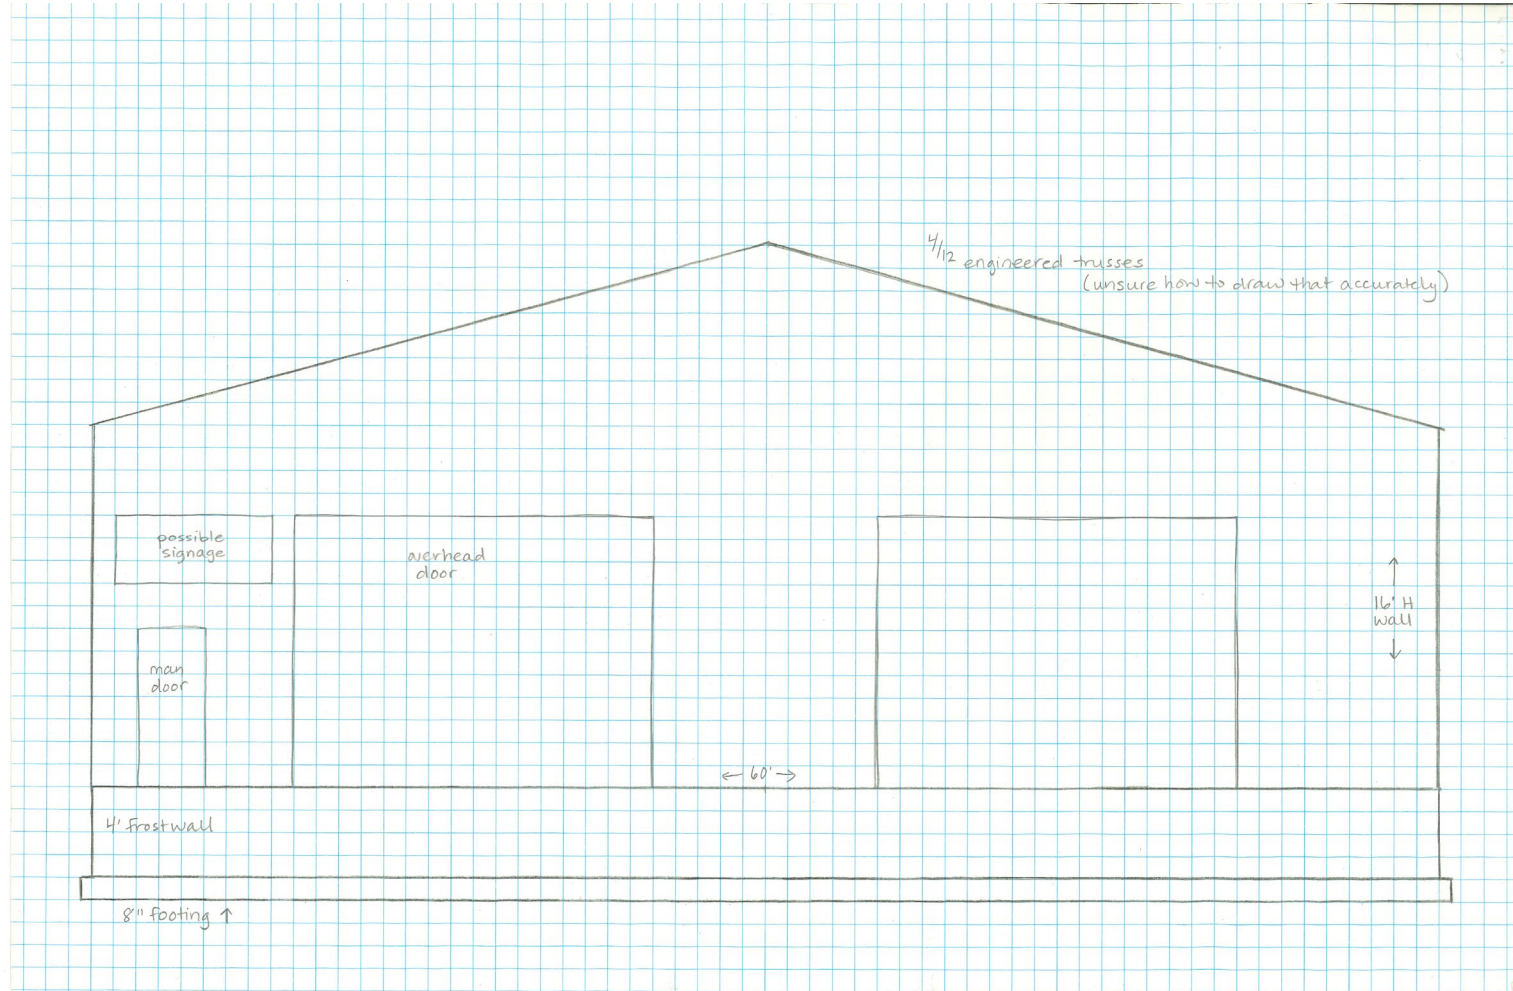 4/12 engineered trusses
(unsure how to draw that accurately)
possible
signage
overhead
door
16' H
wall
man
door
60'
4' frostwall
8" footing ↑